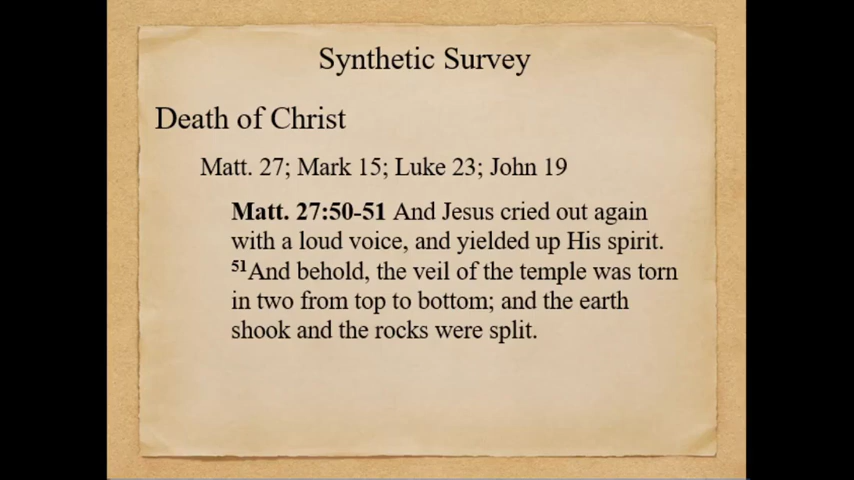 Synthetic Survey
Death of Christ
Matt. 27; Mark 15; Luke 23; John 19
Matt. 27:50-51 And Jesus cried out again
with a loud voice, and yielded up His spirit.
51And behold, the veil of the temple was torn
in two from top to bottom; and the earth
shook and the rocks were split.